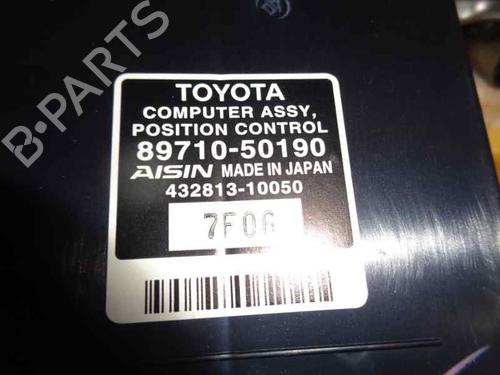 B-PARTS
TOYOTA
COMPUTER ASSY,
POSITION CONTROL
89710-50190
AISIN MADE IN JAPAN
432813-10050
7F06